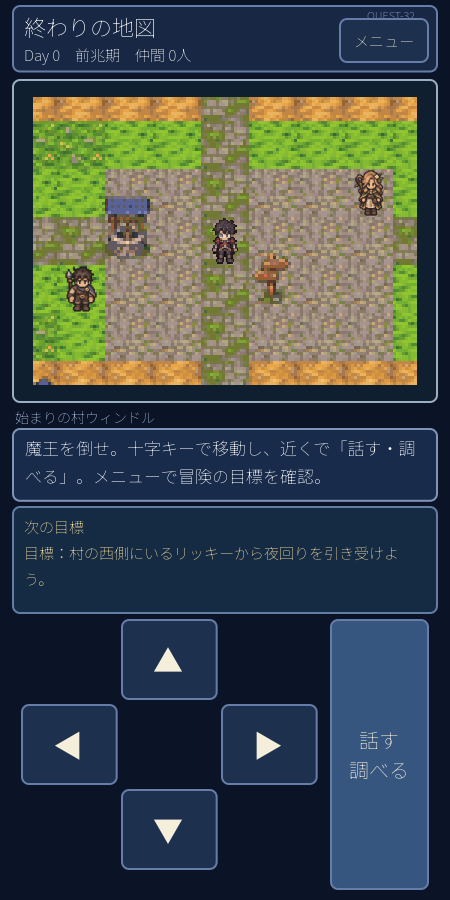 QUEST-32
終わりの地図
Day 0　前兆期　仲間 0人
メニュー
始まりの村ウィンドル
魔王を倒せ。十字キーで移動し、近くで「話す・調
べる」。メニューで冒険の目標を確認。
次の目標
目標：村の西側にいるリッキーから夜回りを引き受けよ
う。
話す
調べる